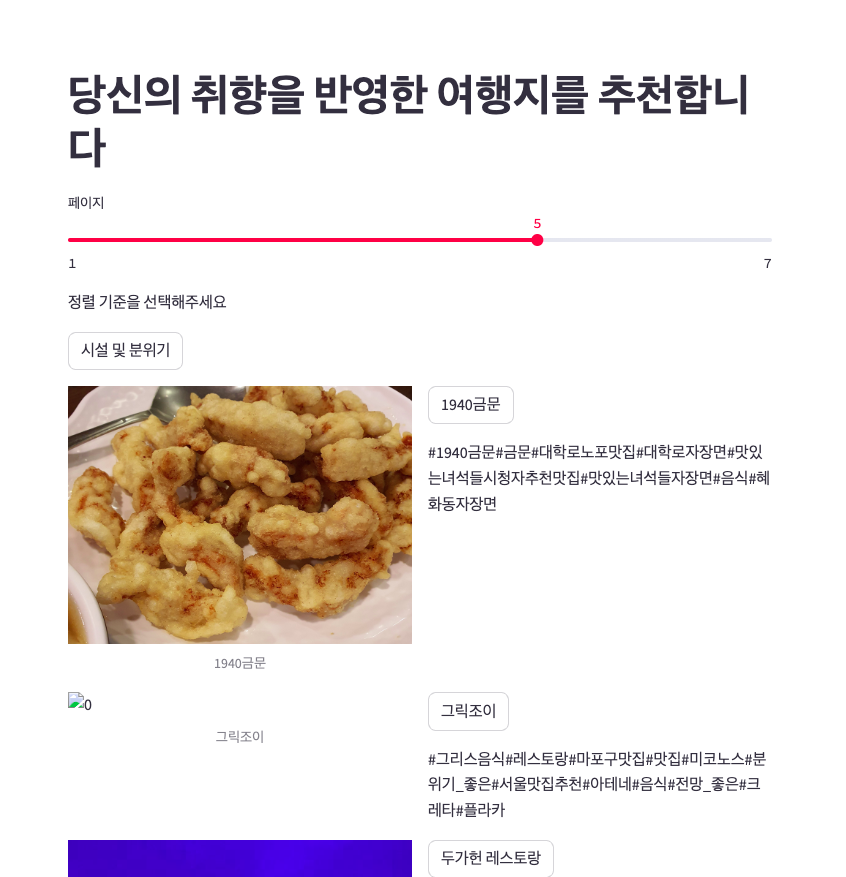 당신의 취향을 반영한 여행지를 추천합니
다
페이지
5
1
7
정렬 기준을 선택해주세요
시설 및 분위기
1940금문
#1940금문#금문#대학로노포맛집#대학로자장면#맛있
는녀석들시청자추천맛집#맛있는녀석들자장면#음식#혜
화동자장면
1940금문
0
그릭조이
그릭조이
#그리스음식#레스토랑#마포구맛집#맛집#미코노스#분
위기_좋은#서울맛집추천#아테네#음식#전망_좋은#크
레타#플라카
두가헌 레스토랑